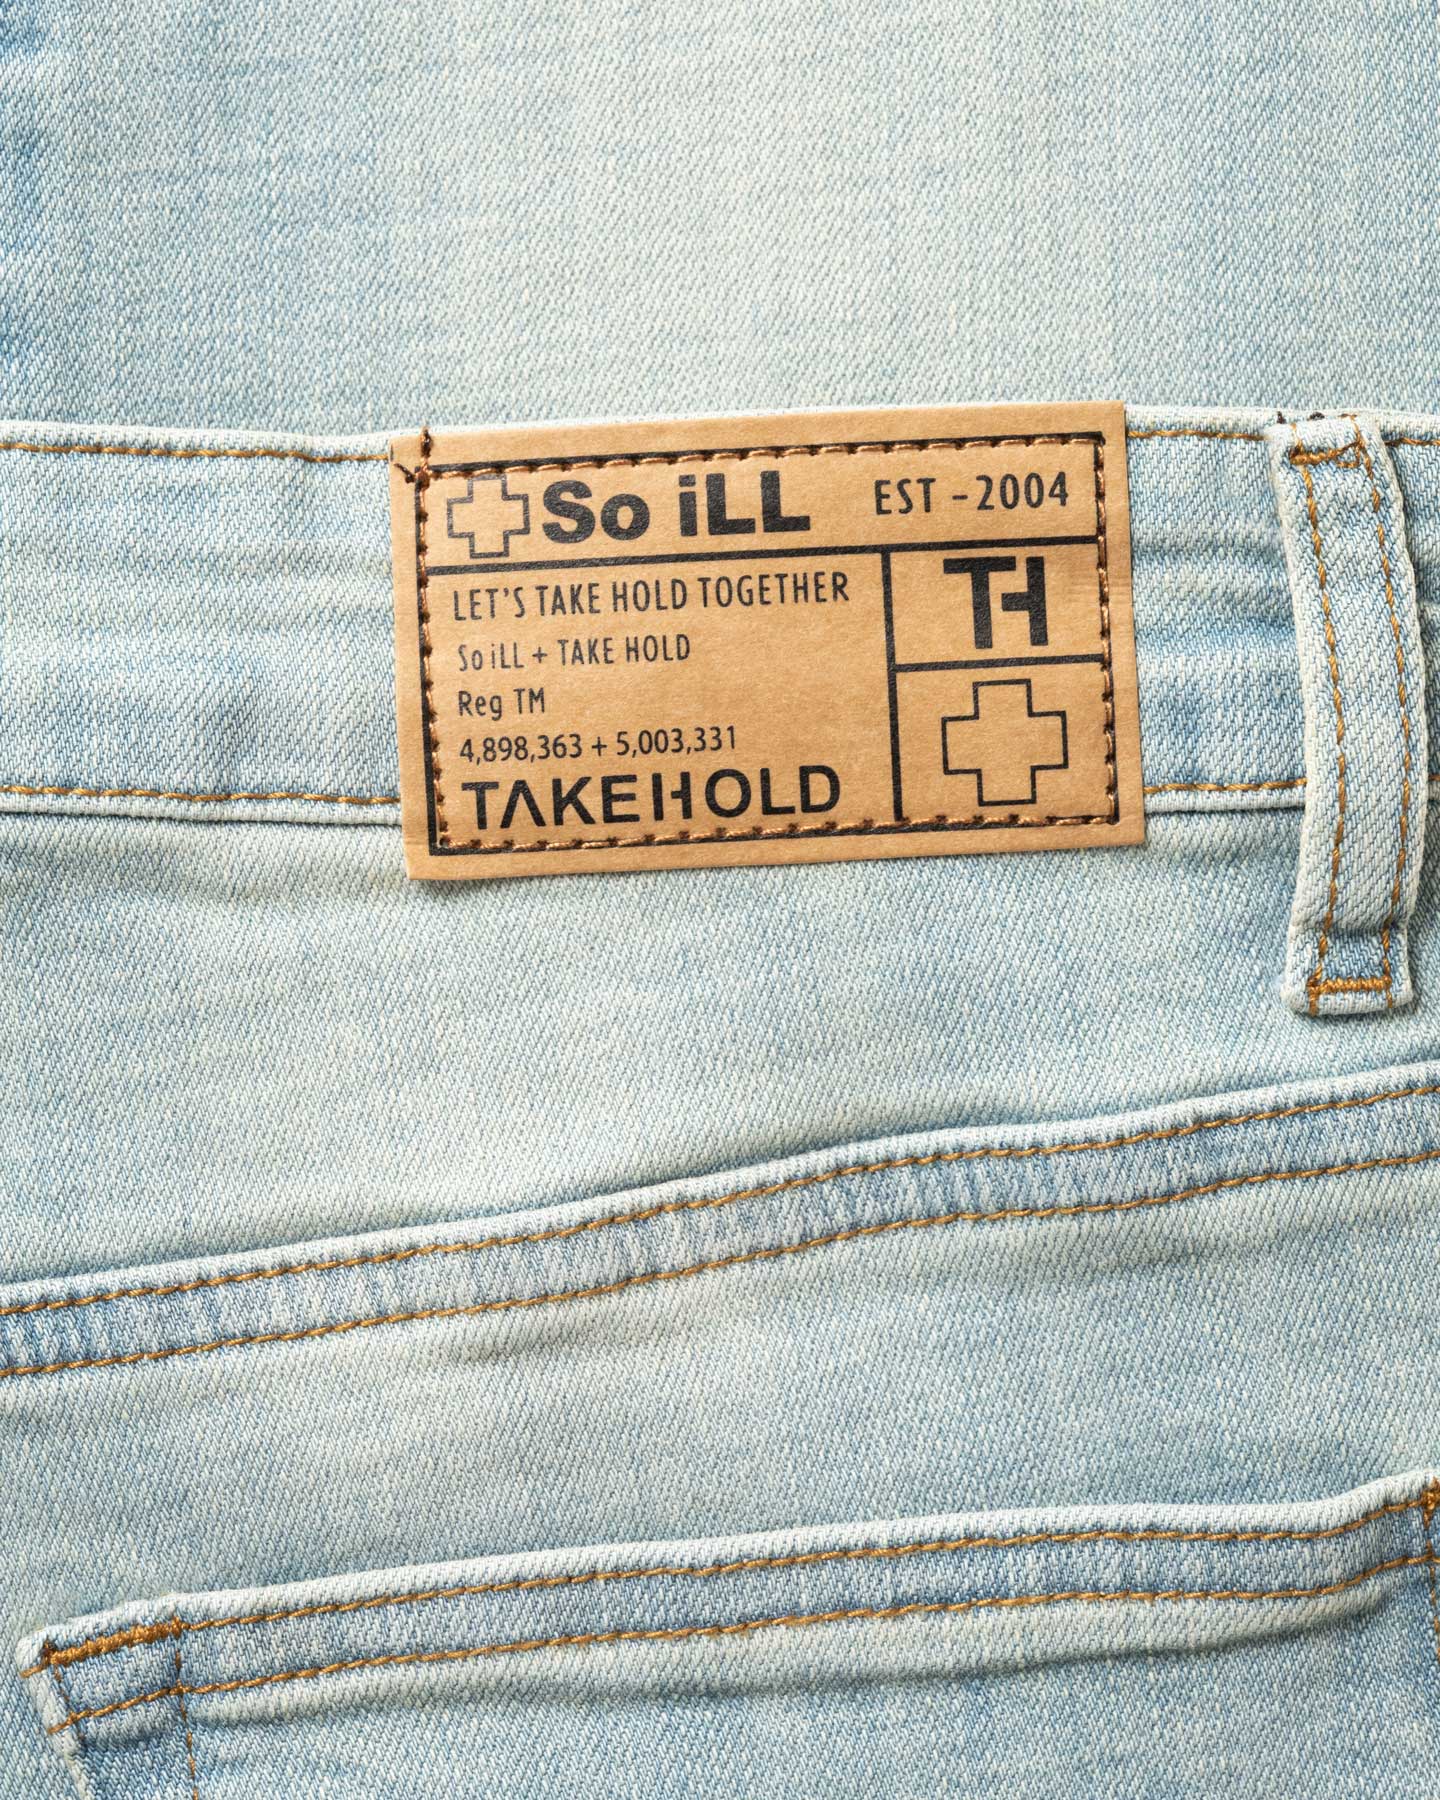 So iLL EST -2004
LET'S TAKE HOLD TOGETHER
So iLL + TAKE HOLD
Reg TM
4,898,363 + 5,003,331
TAKEHOLD
TH